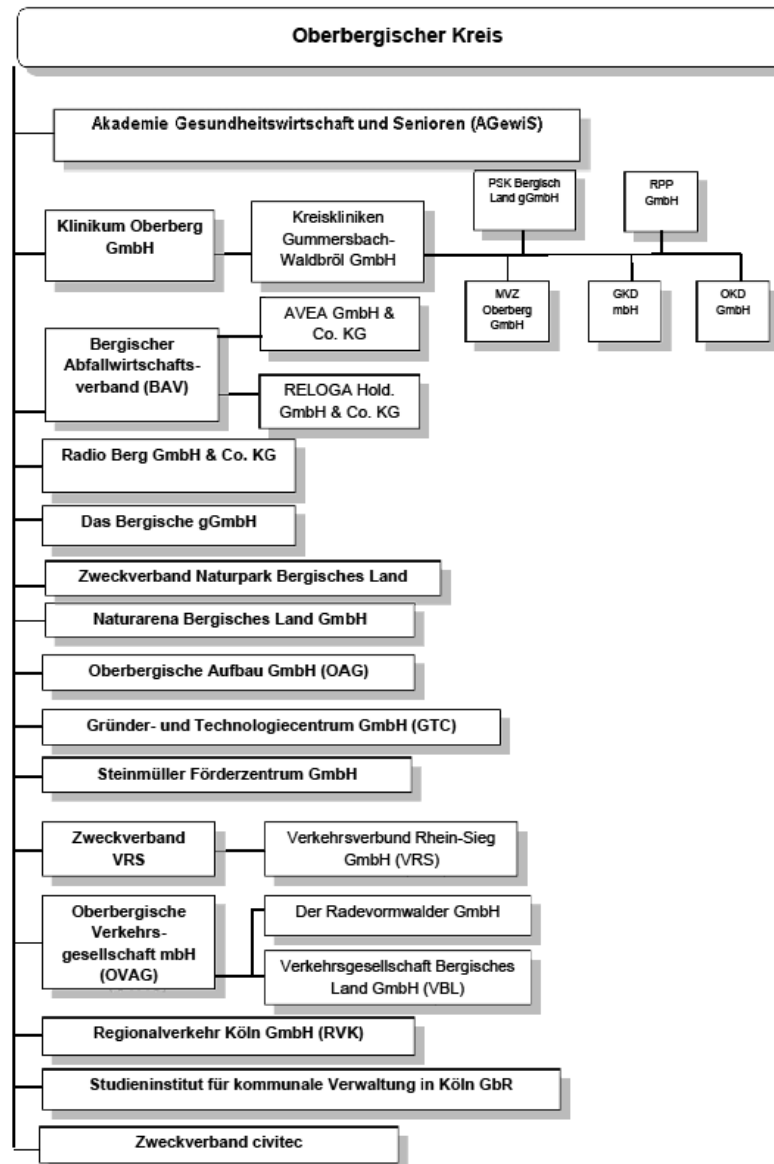 Oberbergischer Kreis
Akademie Gesundheitswirtschaft und Senioren (AGewiS)
PSK Bergisch
Land gGmbH
RPP
GmbH
Klinikum Oberberg
GmbH
Kreiskliniken
Gummersbach-
Waldbröl GmbH
MVZ
Oberberg
GmbH
GKD
mbH
OKD
GmbH
Bergischer
Abfallwirtschafts-
verband (BAV)
AVEA GmbH &
Co. KG
RELOGA Hold.
GmbH & Co. KG
Radio Berg GmbH & Co. KG
Das Bergische gGmbH
Zweckverband Naturpark Bergisches Land
Naturarena Bergisches Land GmbH
Oberbergische Aufbau GmbH (OAG)
Gründer- und Technologiecentrum GmbH (GTC)
Steinmüller Förderzentrum GmbH
Zweckverband
VRS
Verkehrsverbund Rhein-Sieg
GmbH (VRS)
Oberbergische
Verkehrs-
gesellschaft mbH
(OVAG)
Der Radevormwalder GmbH
Verkehrsgesellschaft Bergisches
Land GmbH (VBL)
Regionalverkehr Köln GmbH (RVK)
Studieninstitut für kommunale Verwaltung in Köln GbR
Zweckverband civitec